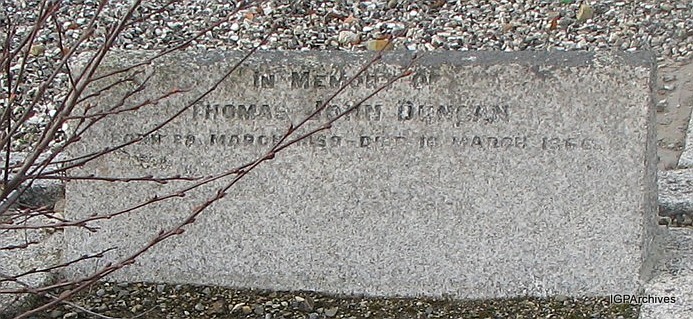 In Memory of
Thomas John Duncan
Born March Died March
IGPArchives